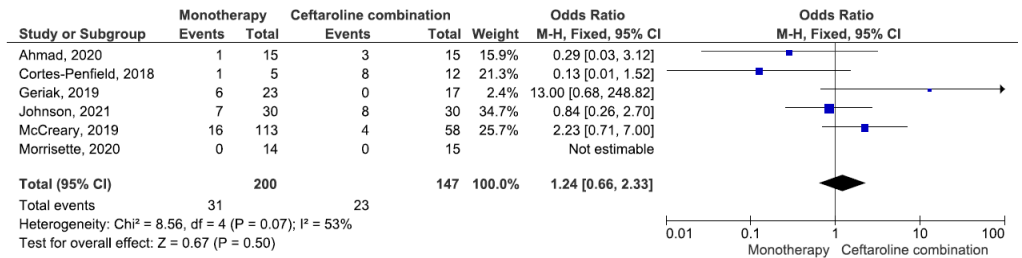 Monotherapy Ceftaroline combination Odds Ratio Odds Ratio
Study or Subgroup Events Total Events Total Weight M-H, Fixed, 95% CI M-H, Fixed, 95% CI
Ahmad, 2020 1 15 3 15 15.9% 0.29 [0.03, 3.12]
Cortes-Penfield, 2018 1 5 8 12 21.3% 0.13 [0.01, 1.52]
Geriak, 2019 6 23 0 17 2.4% 13.00 [0.68, 248.82]
Johnson, 2021 7 30 8 30 34.7% 0.84 [0.26, 2.70]
McCreary, 2019 16 113 4 58 25.7% 2.23 [0.71, 7.00]
Morrisette, 2020 0 14 0 15 Not estimable
Total (95% CI) 200 147 100.0% 1.24 [0.66, 2.33]
Total events 31 23
Heterogeneity: Chi² = 8.56, df = 4 (P = 0.07); I² = 53%
Test for overall effect: Z = 0.67 (P = 0.50)
0.01 0.1 1 10 100
Monotherapy Ceftaroline combination